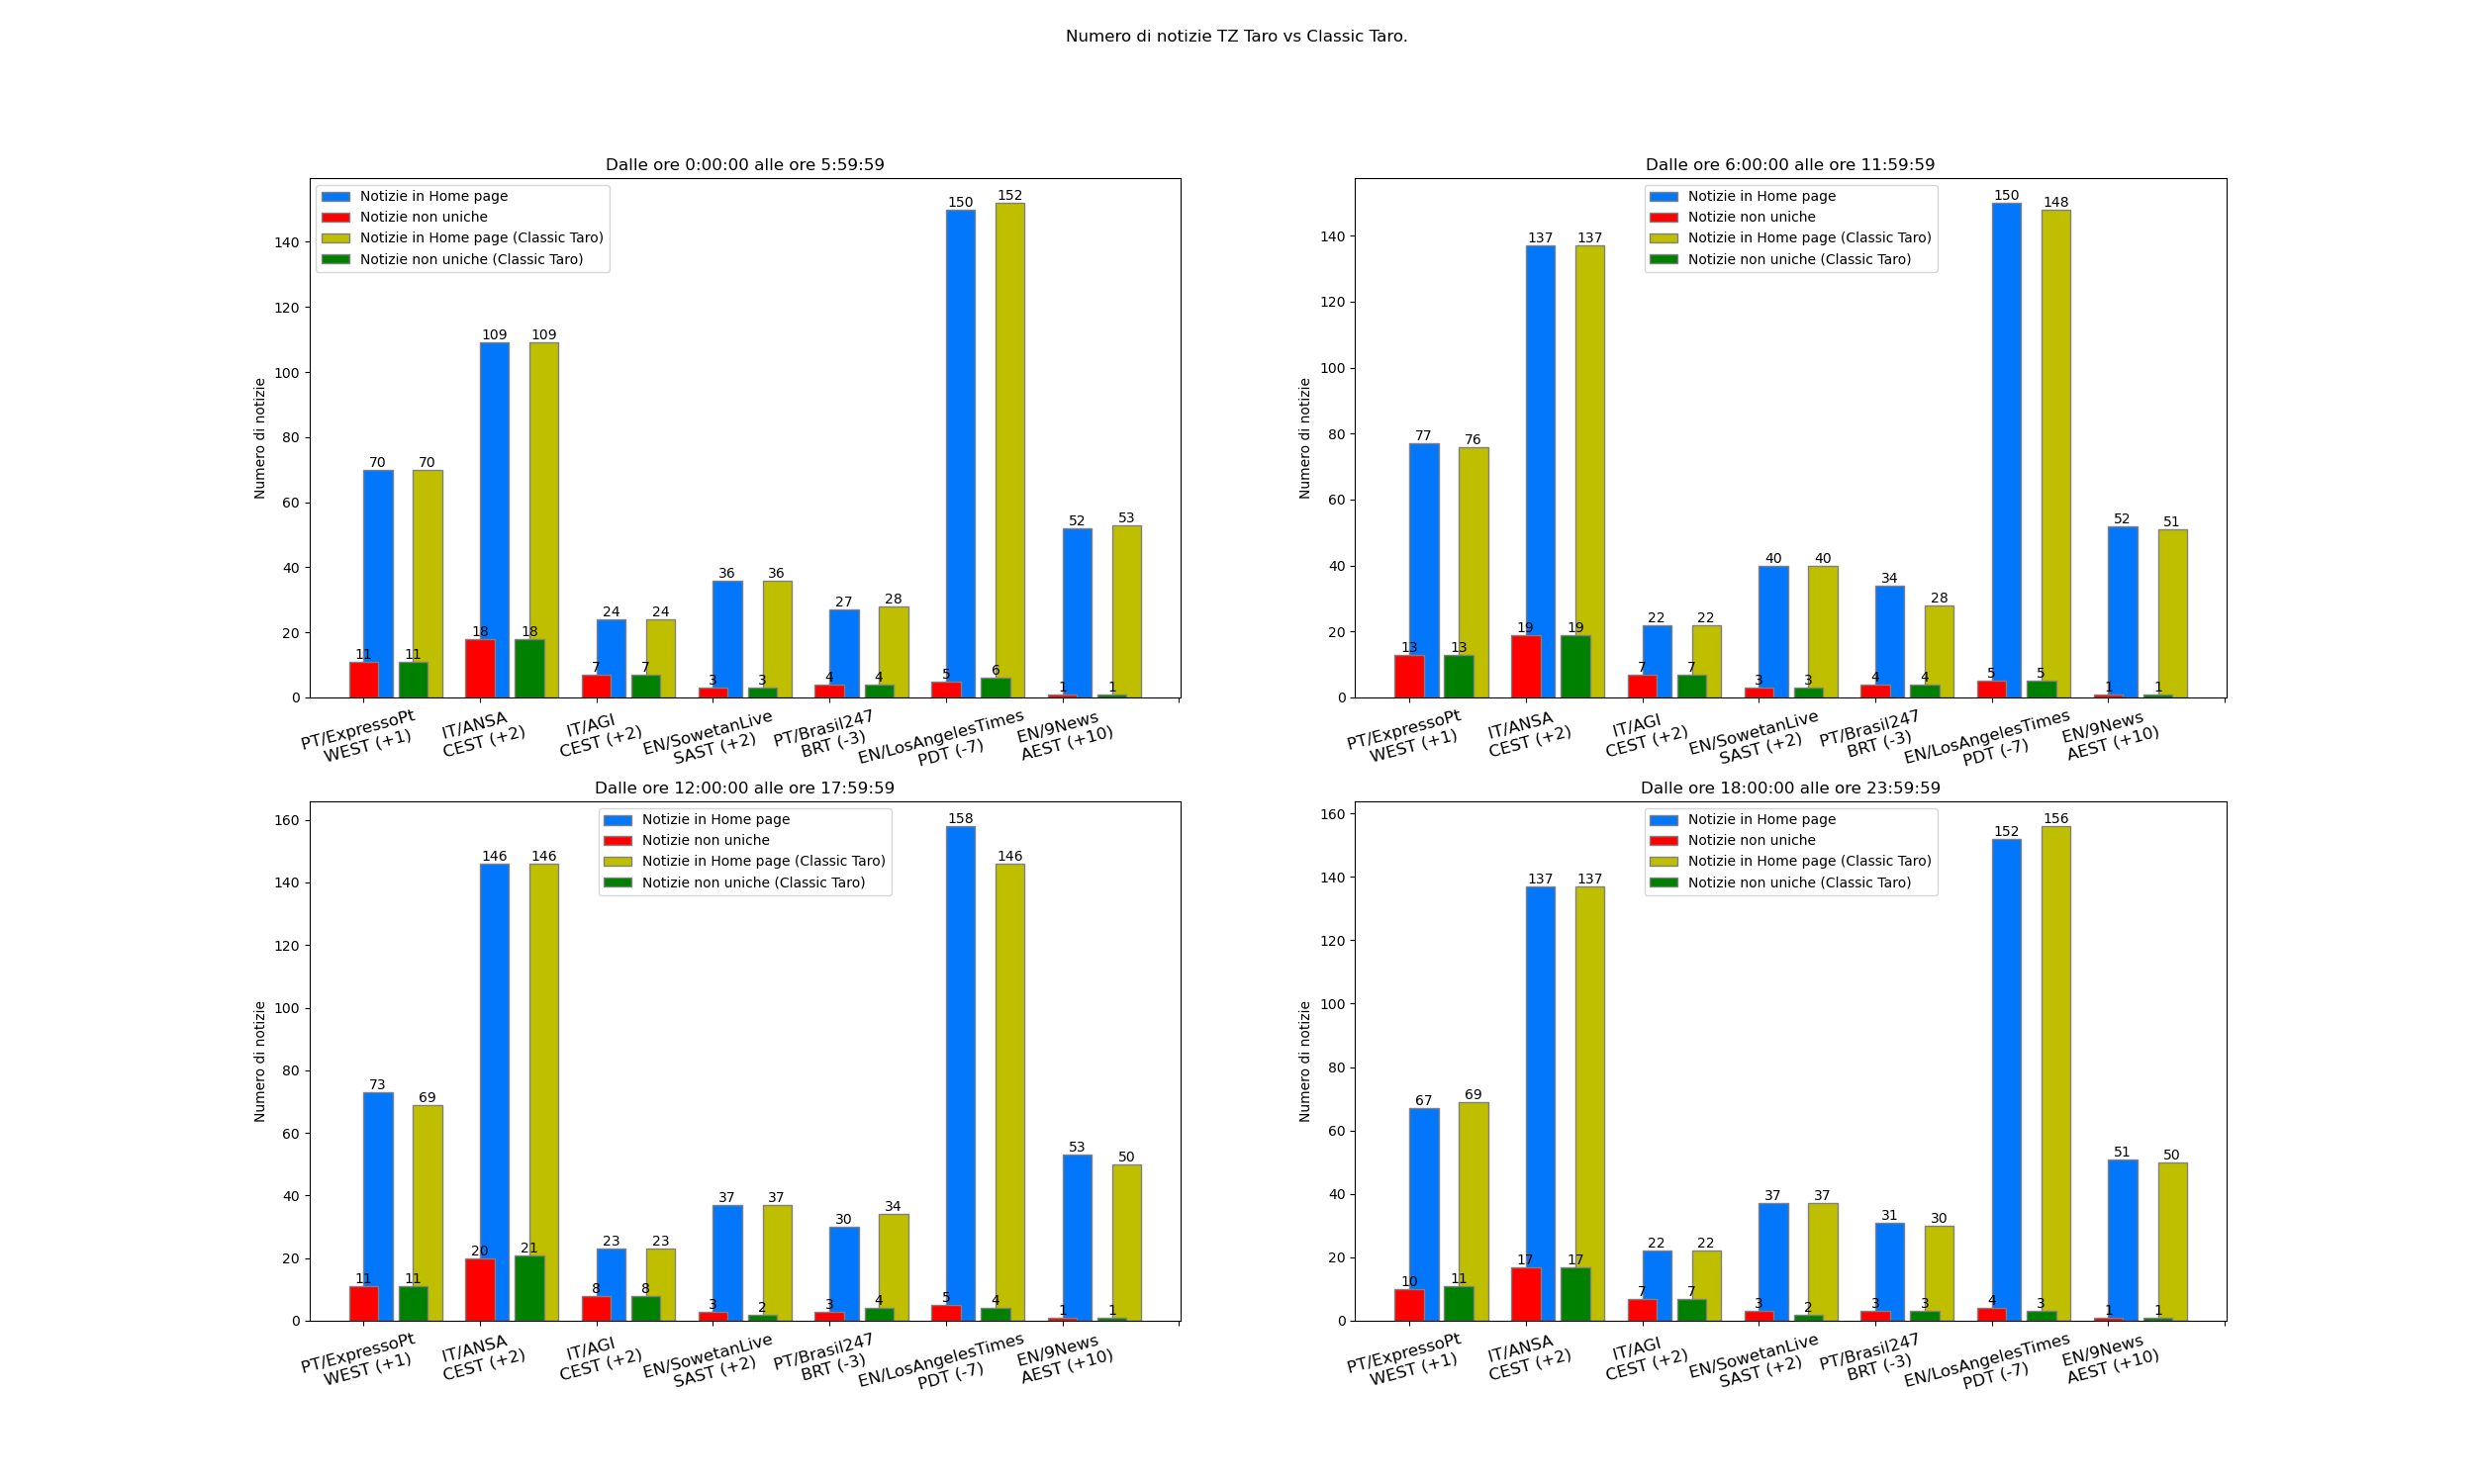 Numero di notizie TZ Taro vs Classic Taro.
Dalle ore 0:00:00 alle ore 5:59:59
Notizie in Home page
Notizie non uniche
Notizie in Home page (Classic Taro)
Notizie non uniche (Classic Taro)
Numero di notizie
0
20
40
60
80
100
120
140
70
109
24
36
27
150
52
11
18
7
3
4
5
1
70
109
24
36
28
152
53
11
18
7
3
4
6
1
PT/ExpressoPt
WEST (+1)
IT/ANSA
CEST (+2)
IT/AGI
CEST (+2)
EN/SowetanLive
SAST (+2)
PT/Brasil247
BRT (-3)
EN/LosAngelesTimes
PDT (-7)
EN/9News
AEST (+10)
Dalle ore 6:00:00 alle ore 11:59:59
Notizie in Home page
Notizie non uniche
Notizie in Home page (Classic Taro)
Notizie non uniche (Classic Taro)
Numero di notizie
0
20
40
60
80
100
120
140
77
137
22
40
34
150
52
13
19
7
3
4
5
1
76
137
22
40
28
148
51
13
19
7
3
4
5
1
PT/ExpressoPt
WEST (+1)
IT/ANSA
CEST (+2)
IT/AGI
CEST (+2)
EN/SowetanLive
SAST (+2)
PT/Brasil247
BRT (-3)
EN/LosAngelesTimes
PDT (-7)
EN/9News
AEST (+10)
Dalle ore 12:00:00 alle ore 17:59:59
Notizie in Home page
Notizie non uniche
Notizie in Home page (Classic Taro)
Notizie non uniche (Classic Taro)
Numero di notizie
0
20
40
60
80
100
120
140
160
73
146
23
37
30
158
53
11
20
8
3
3
5
1
69
146
23
37
34
146
50
11
21
8
2
4
4
1
PT/ExpressoPt
WEST (+1)
IT/ANSA
CEST (+2)
IT/AGI
CEST (+2)
EN/SowetanLive
SAST (+2)
PT/Brasil247
BRT (-3)
EN/LosAngelesTimes
PDT (-7)
EN/9News
AEST (+10)
Dalle ore 18:00:00 alle ore 23:59:59
Notizie in Home page
Notizie non uniche
Notizie in Home page (Classic Taro)
Notizie non uniche (Classic Taro)
Numero di notizie
0
20
40
60
80
100
120
140
160
67
137
22
37
31
152
51
10
17
7
3
3
4
1
69
137
22
37
30
156
50
11
17
7
2
3
3
1
PT/ExpressoPt
WEST (+1)
IT/ANSA
CEST (+2)
IT/AGI
CEST (+2)
EN/SowetanLive
SAST (+2)
PT/Brasil247
BRT (-3)
EN/LosAngelesTimes
PDT (-7)
EN/9News
AEST (+10)